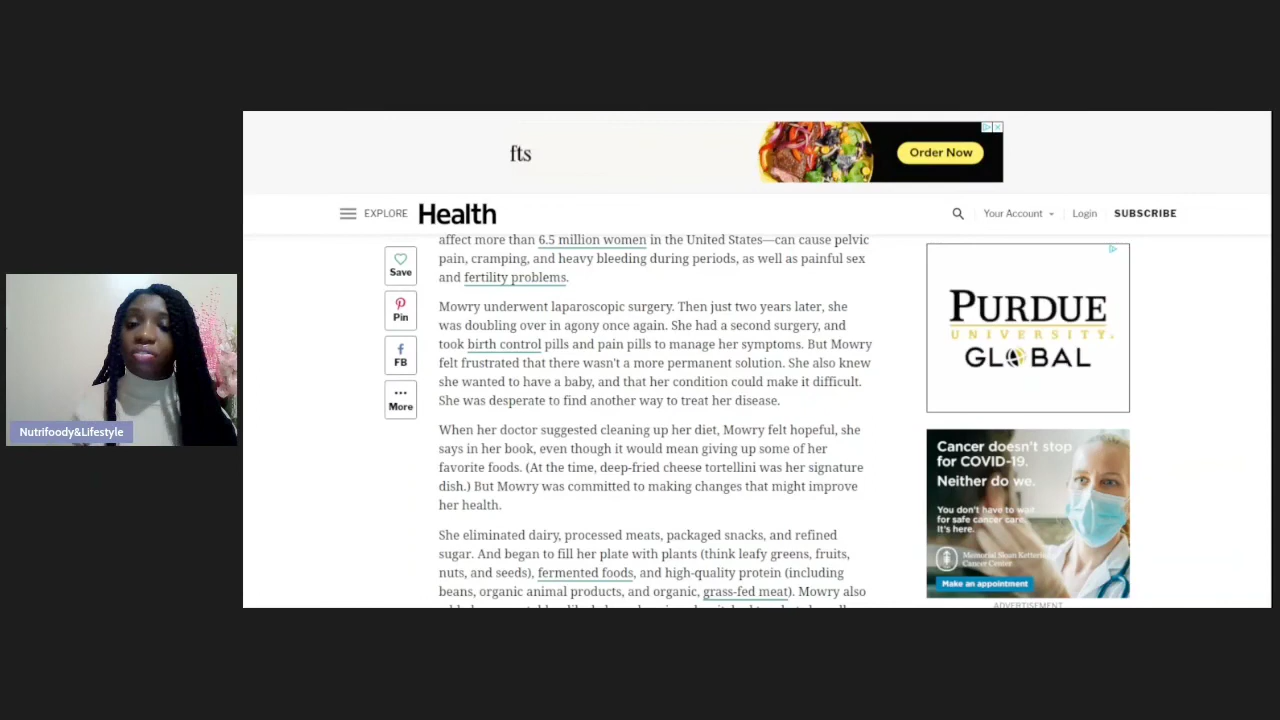 fts
Order Now
EXPLORE
Health
Your Account
Login
SUBSCRIBE
Save
Pin
FB
More
affect more than 6.5 million women in the United States—can cause pelvic
pain, cramping, and heavy bleeding during periods, as well as painful sex
and fertility problems.
Mowry underwent laparoscopic surgery. Then just two years later, she
was doubling over in agony once again. She had a second surgery, and
took birth control pills and pain pills to manage her symptoms. But Mowry
felt frustrated that there wasn't a more permanent solution. She also knew
she wanted to have a baby, and that her condition could make it difficult.
She was desperate to find another way to treat her disease.
When her doctor suggested cleaning up her diet, Mowry felt hopeful, she
says in her book, even though it would mean giving up some of her
favorite foods. (At the time, deep-fried cheese tortellini was her signature
dish.) But Mowry was committed to making changes that might improve
her health.
She eliminated dairy, processed meats, packaged snacks, and refined
sugar. And began to fill her plate with plants (think leafy greens, fruits,
nuts, and seeds), fermented foods, and high-quality protein (including
beans, organic animal products, and organic, grass-fed meat). Mowry also
PURDUE
UNIVERSITY.
GLOBAL
Cancer doesn't stop
for COVID-19.
Neither do we.
You don't have to wait
for safe cancer care.
It's here.
Memorial Sloan Kettering
Cancer Center
Make an appointment
ADVERTISEMENT
Nutrifoody&Lifestyle